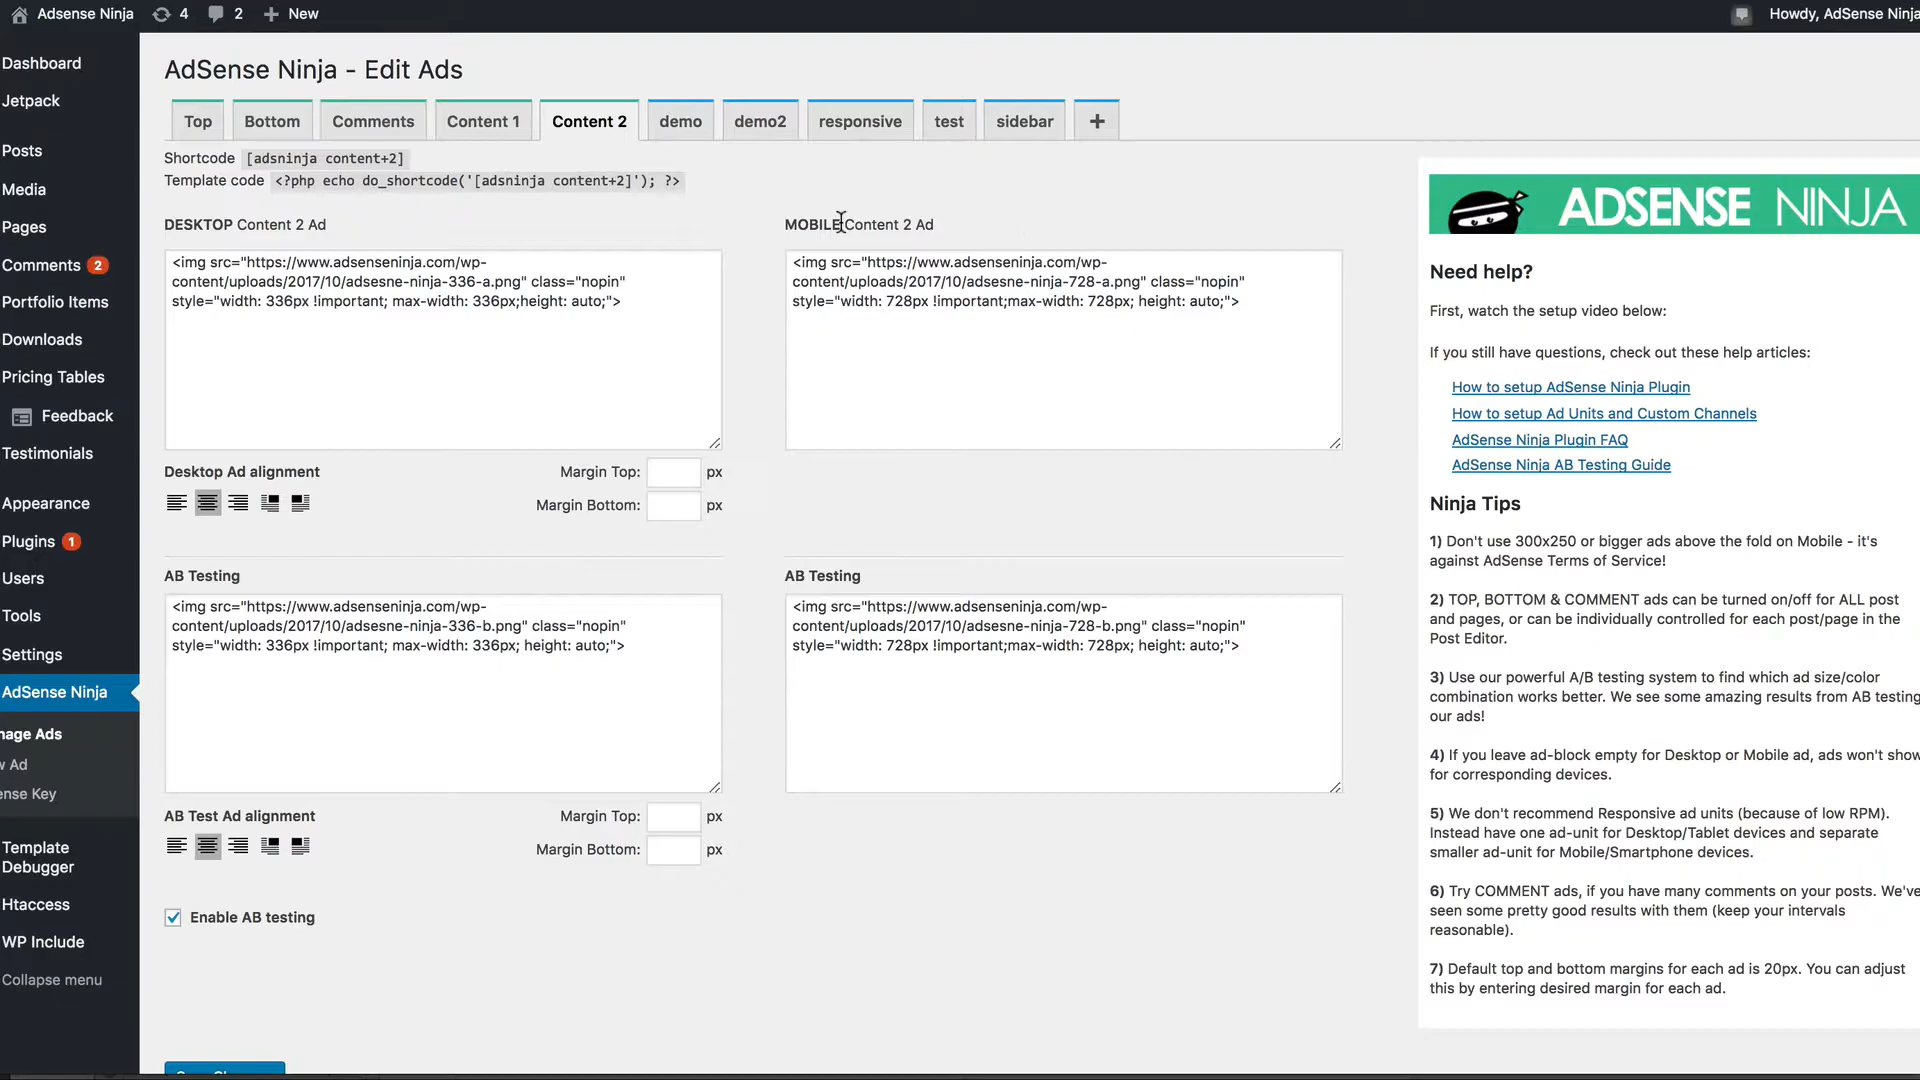 Adsense Ninja 4 2 New Howdy, AdSense Ninja
Dashboard
Jetpack
Posts
Media
Pages
Comments 2
Portfolio Items
Downloads
Pricing Tables
Feedback
Testimonials
Appearance
Plugins 1
Users
Tools
Settings
AdSense Ninja
nage Ads
w Ad
ense Key
Template
Debugger
Htaccess
WP Include
Collapse menu
AdSense Ninja - Edit Ads
Top Bottom Comments Content 1 Content 2 demo demo2 responsive test sidebar +
Shortcode [adsninja content+2]
Template code <?php echo do_shortcode('[adsninja content+2]'); ?>
DESKTOP Content 2 Ad
<img src="https://www.adsenseninja.com/wp-
content/uploads/2017/10/adsesne-ninja-336-a.png" class="nopin"
style="width: 336px !important; max-width: 336px;height: auto;">
Desktop Ad alignment
Margin Top: px
Margin Bottom: px
MOBILE Content 2 Ad
<img src="https://www.adsenseninja.com/wp-
content/uploads/2017/10/adsesne-ninja-728-a.png" class="nopin"
style="width: 728px !important;max-width: 728px; height: auto;">
AB Testing
<img src="https://www.adsenseninja.com/wp-
content/uploads/2017/10/adsesne-ninja-336-b.png" class="nopin"
style="width: 336px !important; max-width: 336px; height: auto;">
AB Test Ad alignment
Margin Top: px
Margin Bottom: px
AB Testing
<img src="https://www.adsenseninja.com/wp-
content/uploads/2017/10/adsesne-ninja-728-b.png" class="nopin"
style="width: 728px !important;max-width: 728px; height: auto;">
Enable AB testing
ADSENSE NINJA
Need help?
First, watch the setup video below:
If you still have questions, check out these help articles:
How to setup AdSense Ninja Plugin
How to setup Ad Units and Custom Channels
AdSense Ninja Plugin FAQ
AdSense Ninja AB Testing Guide
Ninja Tips
1) Don't use 300x250 or bigger ads above the fold on Mobile - it's
against AdSense Terms of Service!
2) TOP, BOTTOM & COMMENT ads can be turned on/off for ALL post
and pages, or can be individually controlled for each post/page in the
Post Editor.
3) Use our powerful A/B testing system to find which ad size/color
combination works better. We see some amazing results from AB testing
our ads!
4) If you leave ad-block empty for Desktop or Mobile ad, ads won't show
for corresponding devices.
5) We don't recommend Responsive ad units (because of low RPM).
Instead have one ad-unit for Desktop/Tablet devices and separate
smaller ad-unit for Mobile/Smartphone devices.
6) Try COMMENT ads, if you have many comments on your posts. We've
seen some pretty good results with them (keep your intervals
reasonable).
7) Default top and bottom margins for each ad is 20px. You can adjust
this by entering desired margin for each ad.